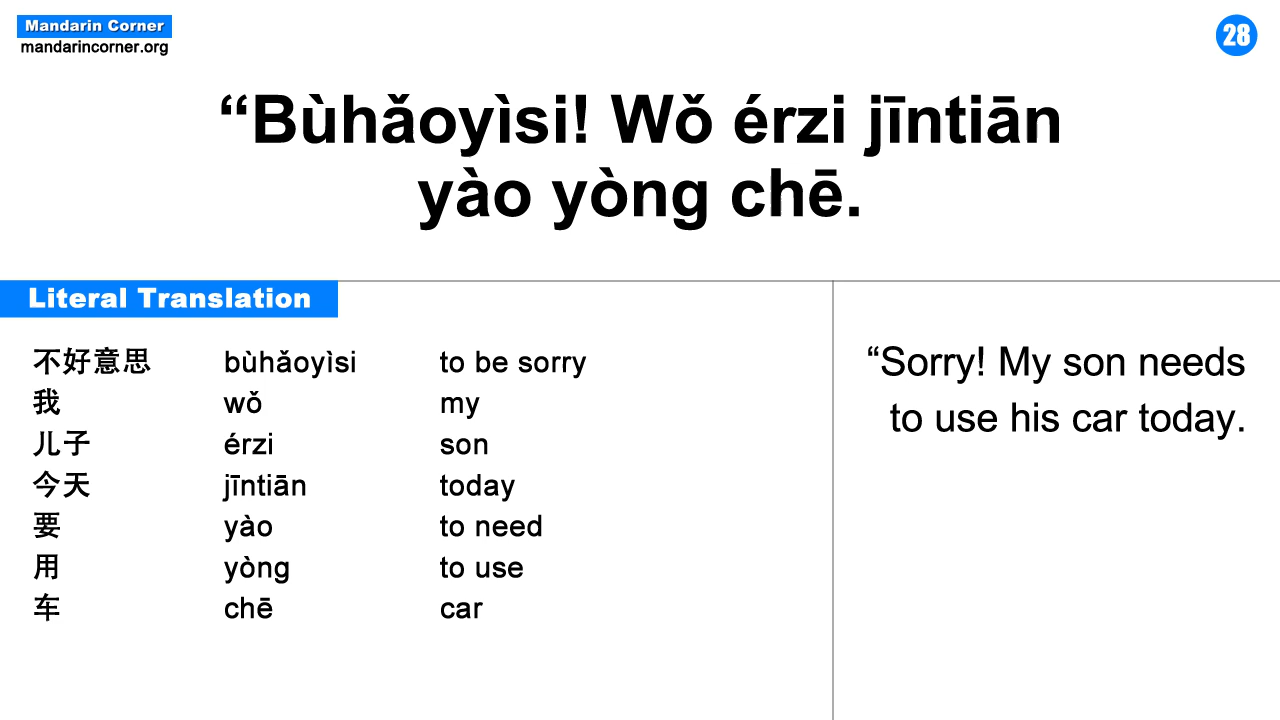 Mandarin Corner
mandarincorner.org
28
“Bùhǎoyìsi! Wǒ érzi jīntiān
yào yòng chē.
Literal Translation
不好意思 bùhǎoyìsi to be sorry
我 wǒ my
儿子 érzi son
今天 jīntiān today
要 yào to need
用 yòng to use
车 chē car
“Sorry! My son needs
to use his car today.